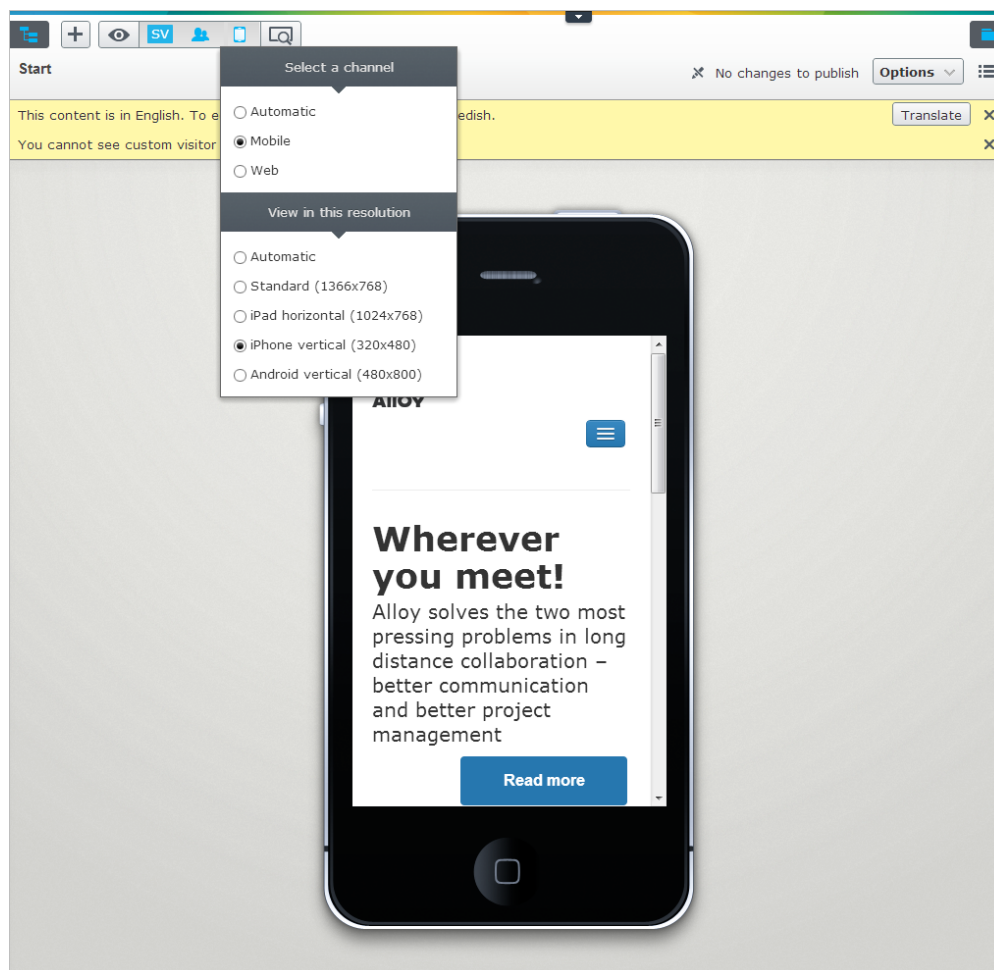 SV
Select a channel
Start
No changes to publish
Options
Automatic
This content is in English. To e
edish.
Translate
Mobile
You cannot see custom visitor
Web
View in this resolution
Automatic
Standard (1366x768)
iPad horizontal (1024x768)
iPhone vertical (320x480)
Android vertical (480x800)
Alloy
Wherever
you meet!
Alloy solves the two most
pressing problems in long
distance collaboration –
better communication
and better project
management
Read more